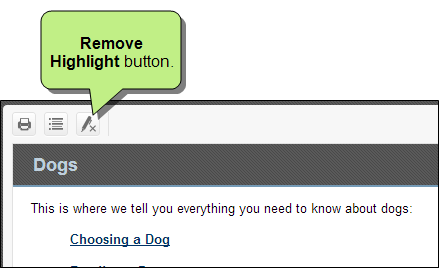 Remove
Highlight button.
Dogs
This is where we tell you everything you need to know about dogs:
Choosing a Dog